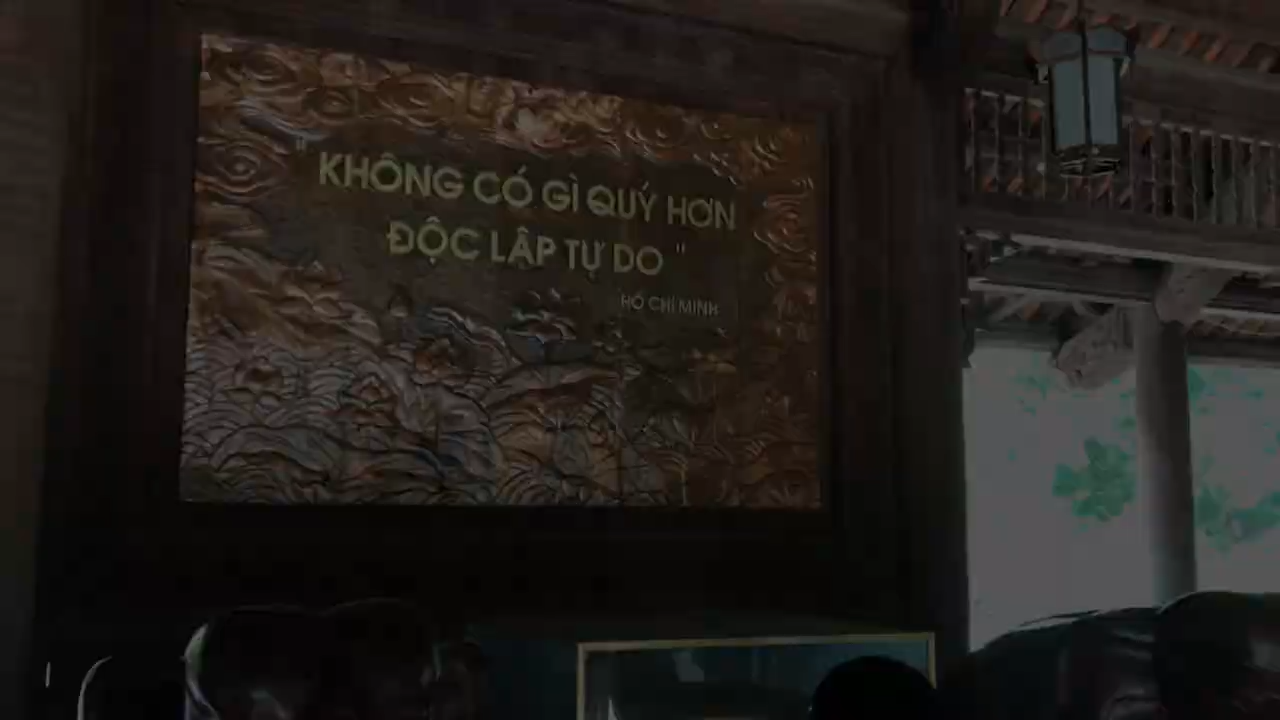 " KHÔNG CÓ GÌ QUÝ HƠN
ĐỘC LẬP TỰ DO "
HỒ CHÍ MINH